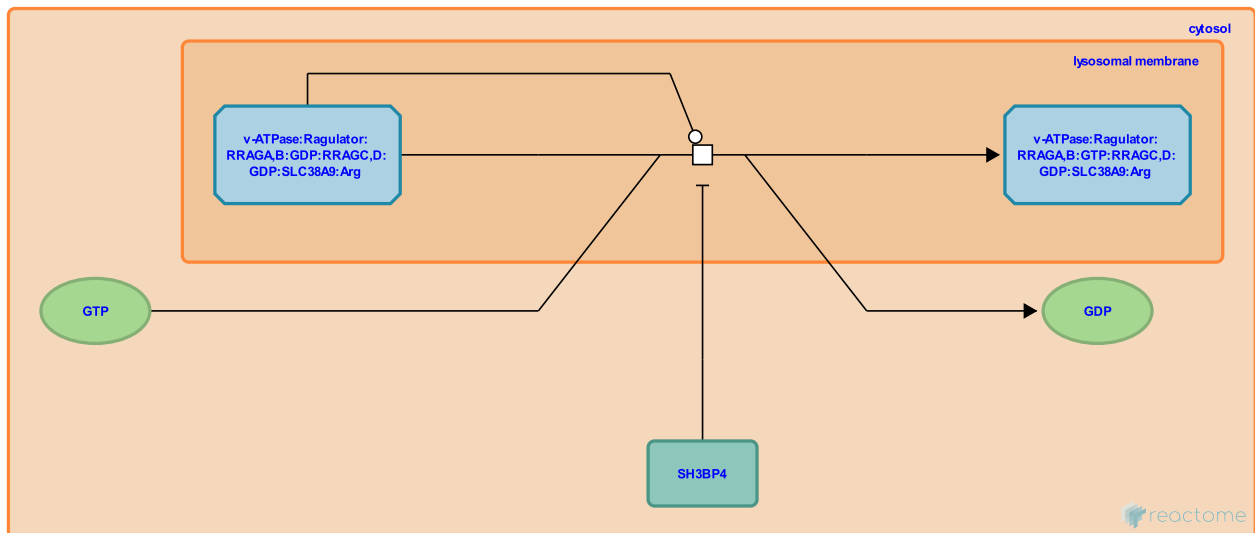 cytosol
lysosomal membrane
v-ATPase:Ragulator:
RRAGA,B:GDP:RRAGC,D:
GDP:SLC38A9:Arg
v-ATPase:Ragulator:
RRAGA,B:GTP:RRAGC,D:
GDP:SLC38A9:Arg
GTP
GDP
SH3BP4
reactome